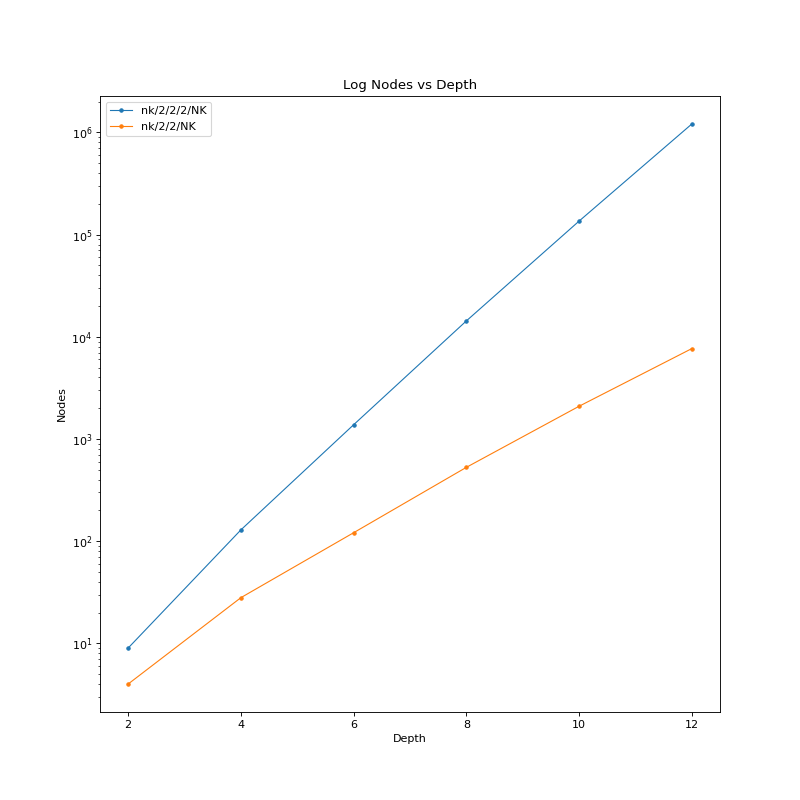 Log Nodes vs Depth
nk/2/2/2/NK
nk/2/2/NK
10^6
10^5
10^4
10^3
10^2
10^1
Nodes
2 4 6 8 10 12
Depth